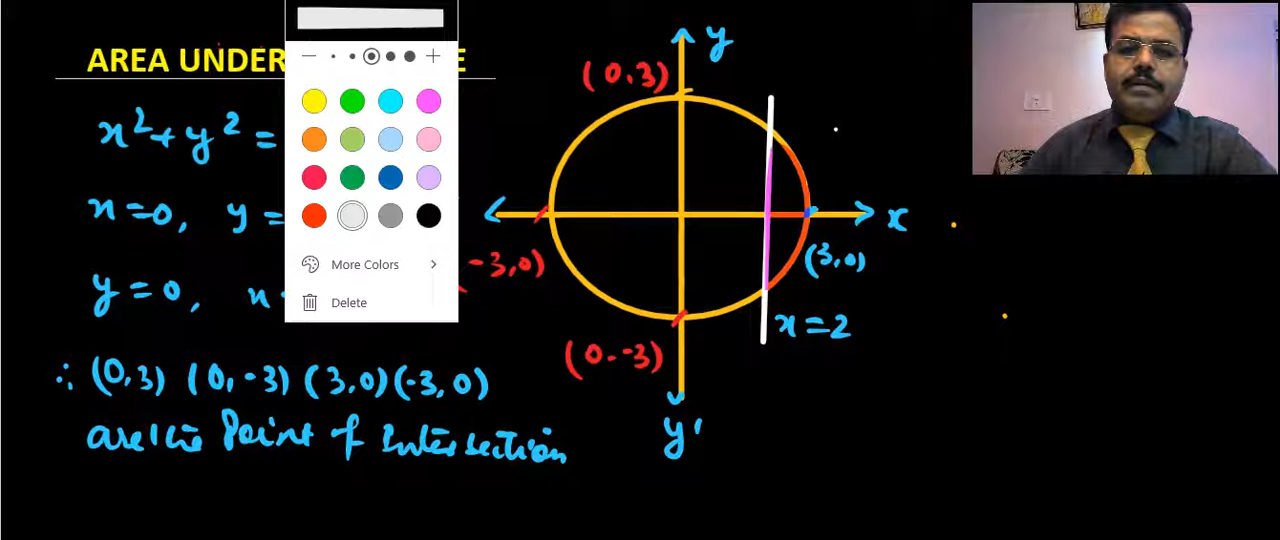 AREA UNDER E
x² + y² =
x=0, y=
y=0, x=
∴ (0,3) (0,-3) (3,0) (-3,0)
are the Point of Intersection
More Colors
Delete
y
(0,3)
x
-3,0)
(3,0)
x=2
(0,-3)
y'